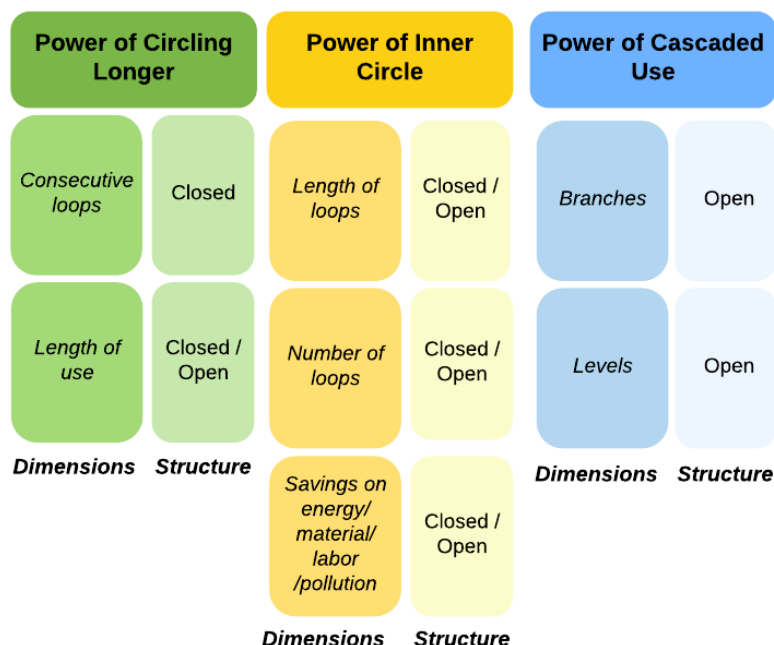 Power of Circling
Longer
Consecutive
loops
Closed
Length of
use
Closed /
Open
Dimensions
Structure
Power of Inner
Circle
Length of
loops
Closed /
Open
Number of
loops
Closed /
Open
Savings on
energy/
material/
labor
/pollution
Closed /
Open
Dimensions
Structure
Power of Cascaded
Use
Branches
Open
Levels
Open
Dimensions
Structure